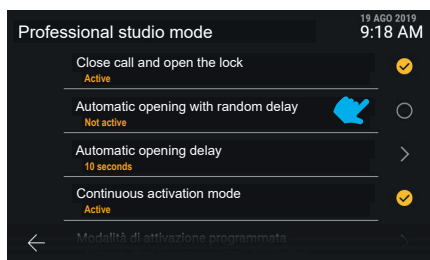 19 AGO 2019
Professional studio mode 9:18 AM
Close call and open the lock
Active
Automatic opening with random delay
Not active
Automatic opening delay
10 seconds
Continuous activation mode
Active
Modalità di attivazione programmata